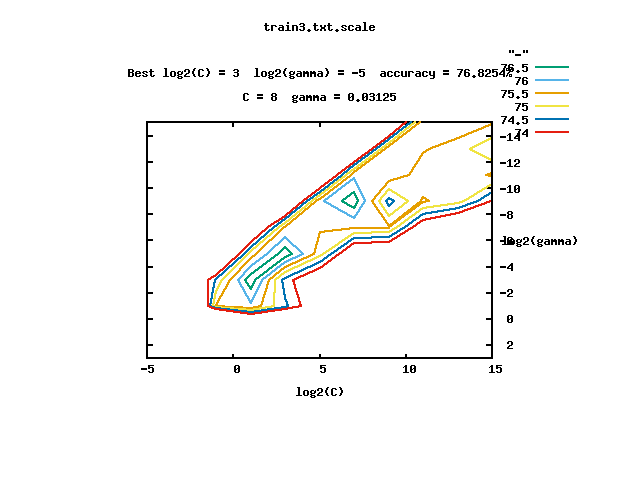 train3.txt.scale
"-"
Best log2(C) = 3  log2(gamma) = -5  accuracy = 76.8254%
76.5
76
C = 8  gamma = 0.03125
75.5
75
74.5
74
-14
-12
-10
-8
-6
log2(gamma)
-4
-2
0
2
-5 0 5 10 15
log2(C)